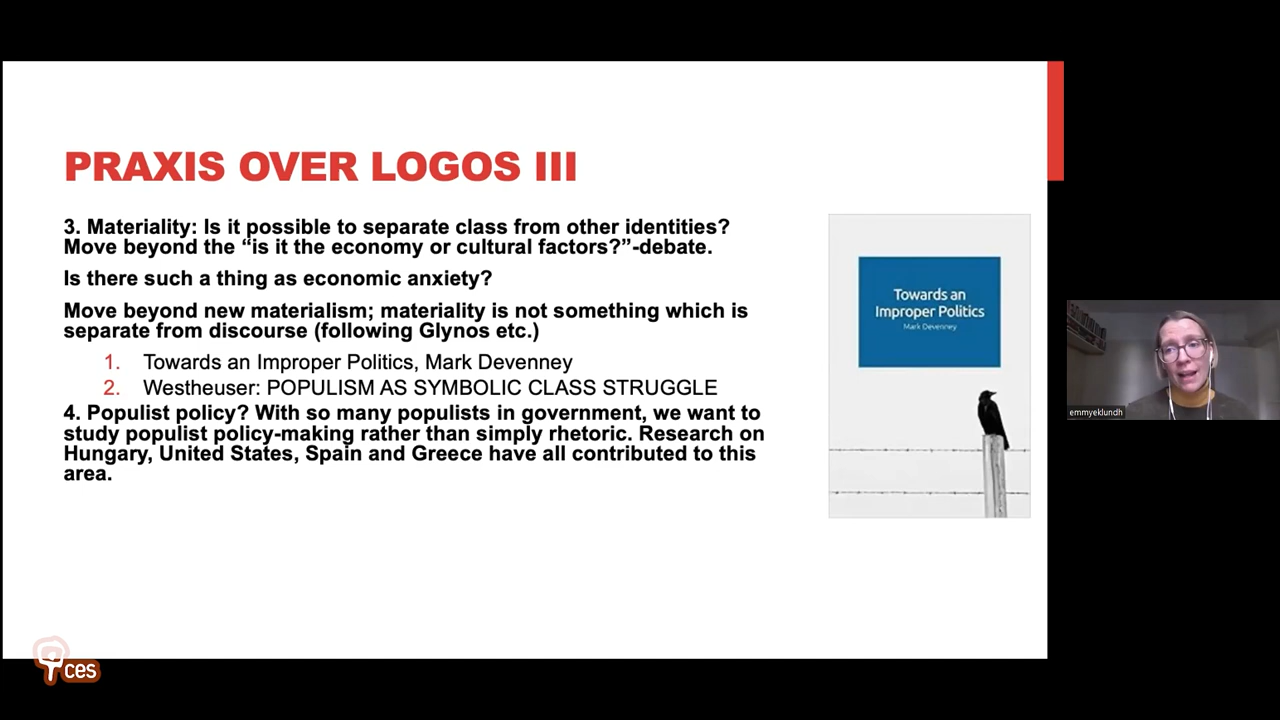 PRAXIS OVER LOGOS III
3. Materiality: Is it possible to separate class from other identities?
Move beyond the “is it the economy or cultural factors?”-debate.
Is there such a thing as economic anxiety?
Move beyond new materialism; materiality is not something which is
separate from discourse (following Glynos etc.)
1. Towards an Improper Politics, Mark Devenney
2. Westheuser: POPULISM AS SYMBOLIC CLASS STRUGGLE
4. Populist policy? With so many populists in government, we want to
study populist policy-making rather than simply rhetoric. Research on
Hungary, United States, Spain and Greece have all contributed to this
area.
Towards an
Improper Politics
Mark Devenney
emmyeklundh
ces